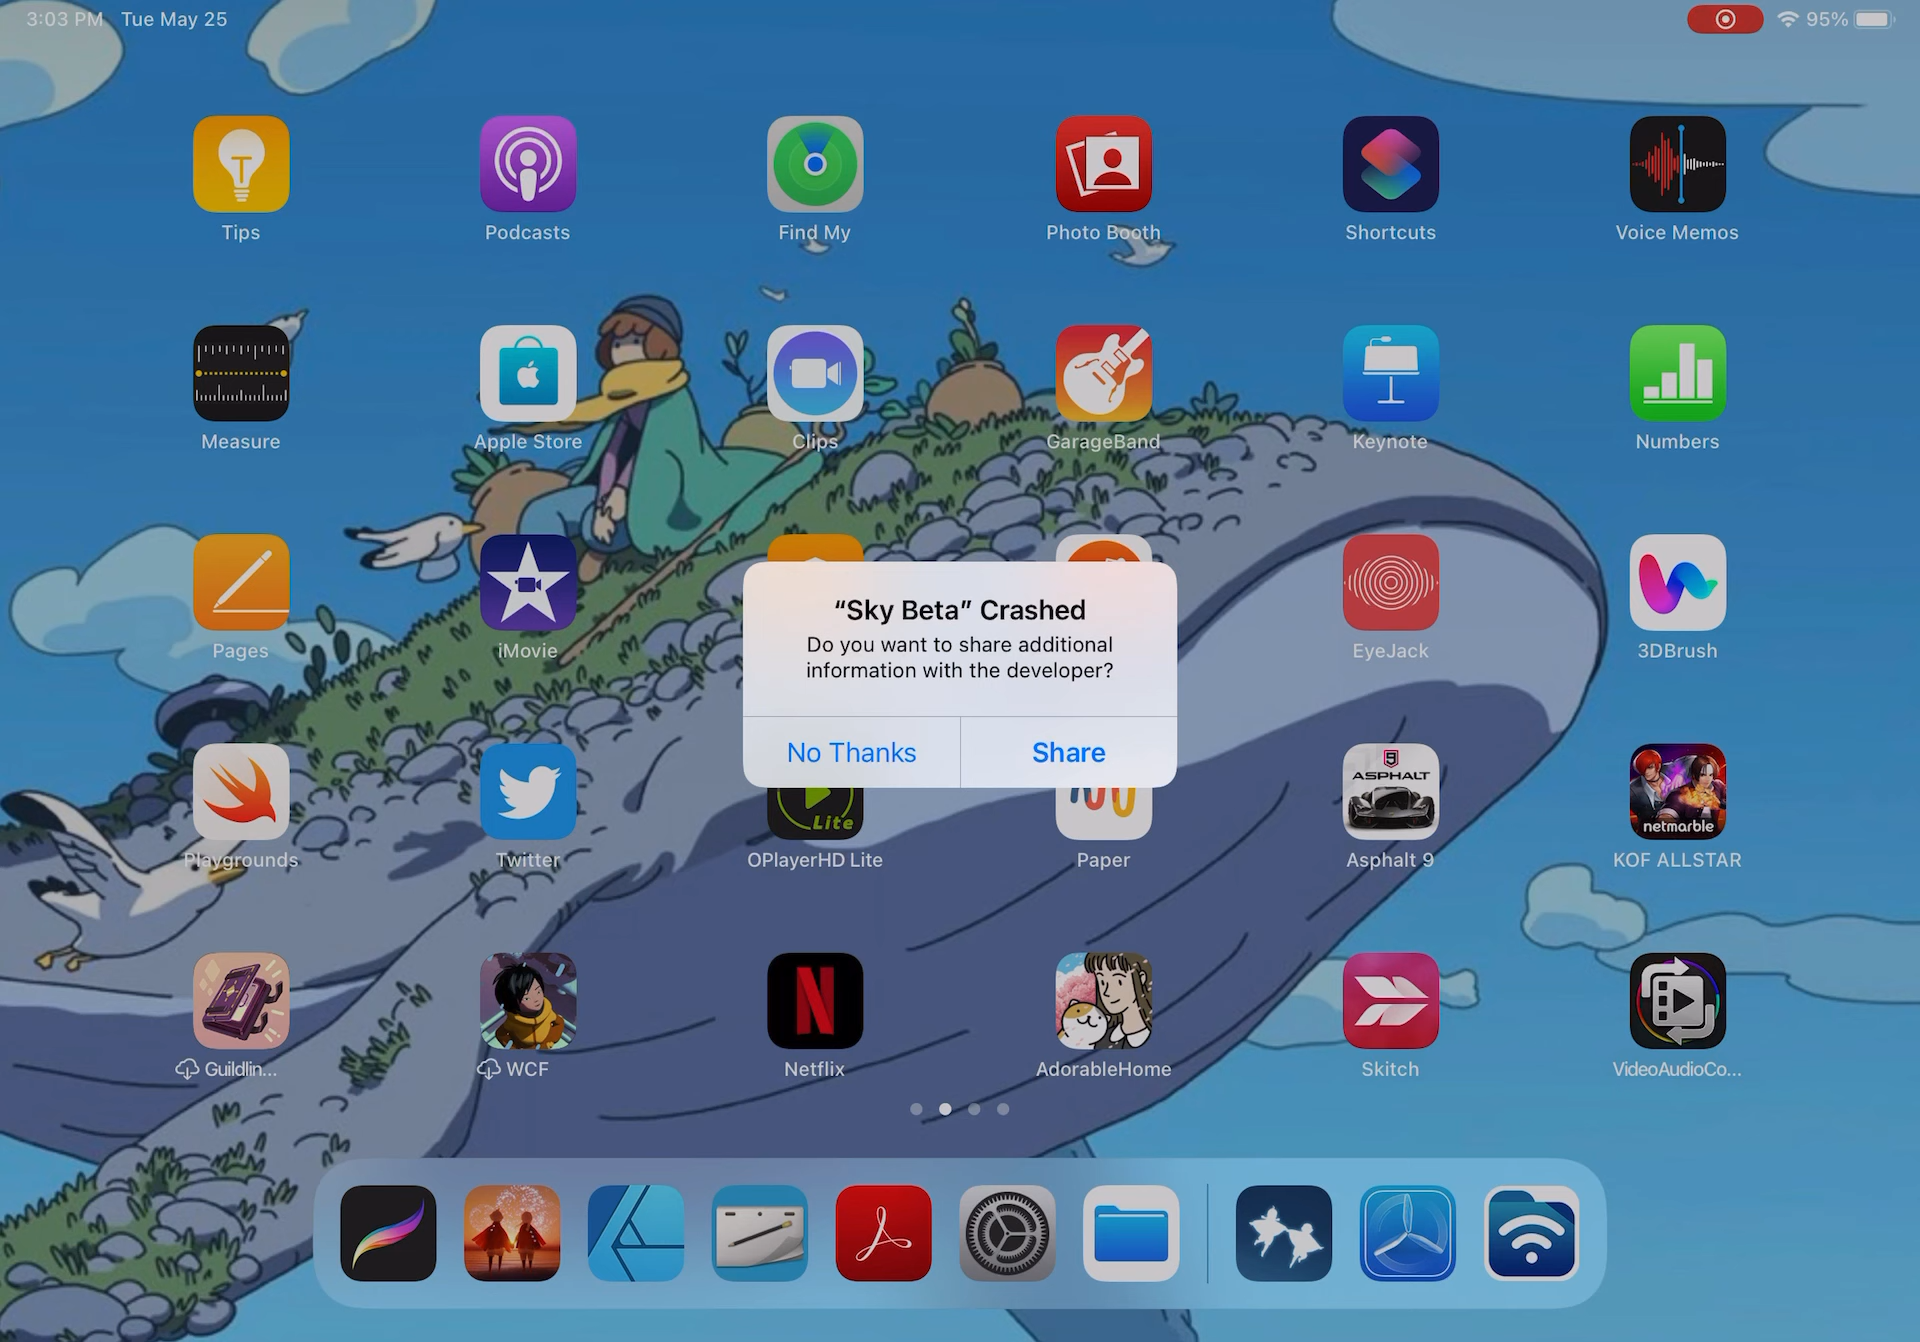 3:03 PM Tue May 25
95%
Tips
Podcasts
Find My
Photo Booth
Shortcuts
Voice Memos
Measure
Apple Store
Clips
GarageBand
Keynote
Numbers
Pages
iMovie
EyeJack
3DBrush
“Sky Beta” Crashed
Do you want to share additional
information with the developer?
No Thanks
Share
Lite
9
ASPHALT
netmarble
Playgrounds
Twitter
OPlayerHD Lite
Paper
Asphalt 9
KOF ALLSTAR
N
Guildlin...
WCF
Netflix
AdorableHome
Skitch
VideoAudioCo...